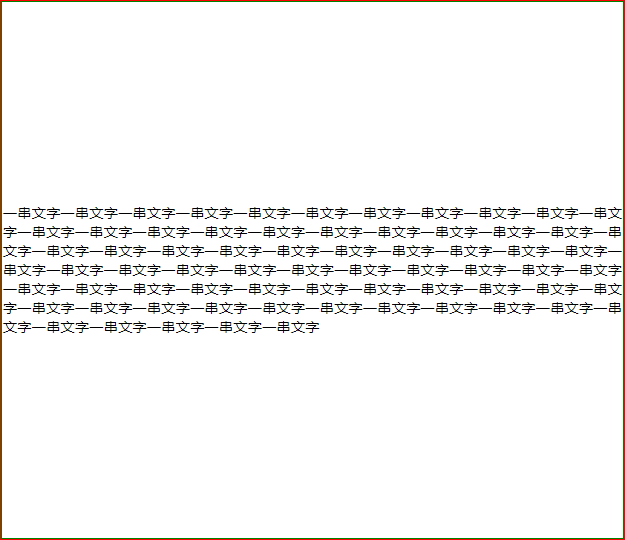 一串文字一串文字一串文字一串文字一串文字一串文字一串文字一串文字一串文字一串文字一串文
字一串文字一串文字一串文字一串文字一串文字一串文字一串文字一串文字一串文字一串文字一串
文字一串文字一串文字一串文字一串文字一串文字一串文字一串文字一串文字一串文字一串文字一
串文字一串文字一串文字一串文字一串文字一串文字一串文字一串文字一串文字一串文字一串文字
一串文字一串文字一串文字一串文字一串文字一串文字一串文字一串文字一串文字一串文字一串文
字一串文字一串文字一串文字一串文字一串文字一串文字一串文字一串文字一串文字一串文字一串
文字一串文字一串文字一串文字一串文字一串文字